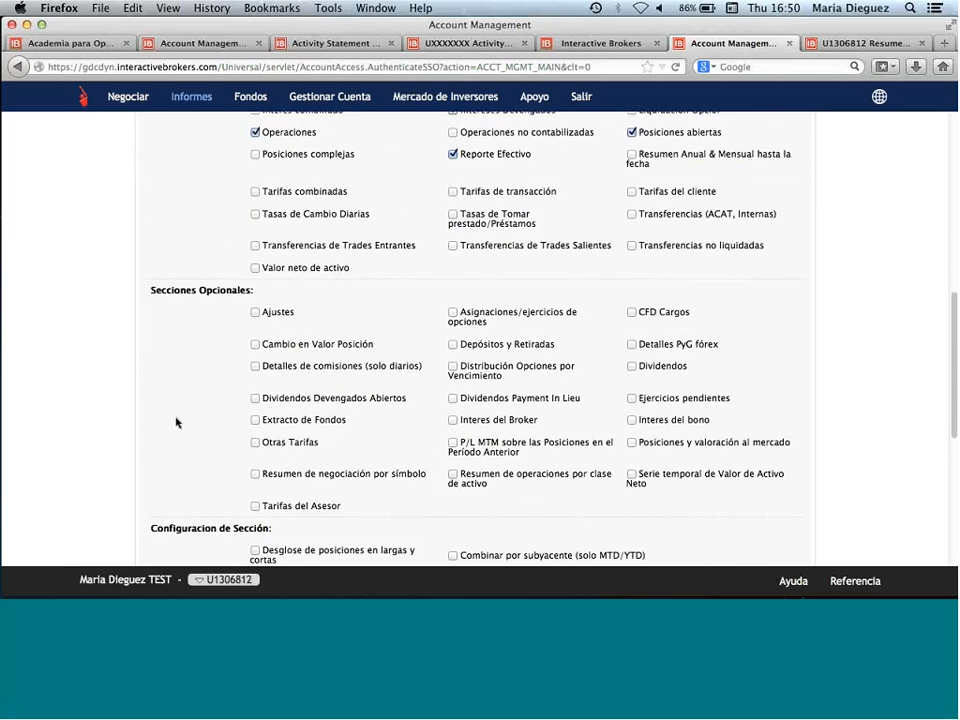 Firefox File Edit View History Bookmarks Tools Window Help 86% Thu 16:50 Maria Dieguez
Account Management
Academia para Op... Account Managem... Activity Statement ... UXXXXXXX Activity... Interactive Brokers Account Managem... U1306812 Resume...
https://gdcdyn.interactivebrokers.com/Universal/servlet/AccountAccess.AuthenticateSSO?action=ACCT_MGMT_MAIN&clt=0 Google
Negociar Informes Fondos Gestionar Cuenta Mercado de Inversores Apoyo Salir
Operaciones Operaciones no contabilizadas Posiciones abiertas
Posiciones complejas Reporte Efectivo Resumen Anual & Mensual hasta la
fecha
Tarifas combinadas Tarifas de transacción Tarifas del cliente
Tasas de Cambio Diarias Tasas de Tomar Transferencias (ACAT, Internas)
prestado/Préstamos
Transferencias de Trades Entrantes Transferencias de Trades Salientes Transferencias no liquidadas
Valor neto de activo
Secciones Opcionales:
Ajustes Asignaciones/ejercicios de CFD Cargos
opciones
Cambio en Valor Posición Depósitos y Retiradas Detalles PyG fórex
Detalles de comisiones (solo diarios) Distribución Opciones por Dividendos
Vencimiento
Dividendos Devengados Abiertos Dividendos Payment In Lieu Ejercicios pendientes
Extracto de Fondos Interes del Broker Interes del bono
Otras Tarifas P/L MTM sobre las Posiciones en el Posiciones y valoración al mercado
Período Anterior
Resumen de negociación por símbolo Resumen de operaciones por clase Serie temporal de Valor de Activo
de activo Neto
Tarifas del Asesor
Configuracion de Sección:
Desglose de posiciones en largas y Combinar por subyacente (solo MTD/YTD)
cortas
Maria Dieguez TEST - U1306812 Ayuda Referencia